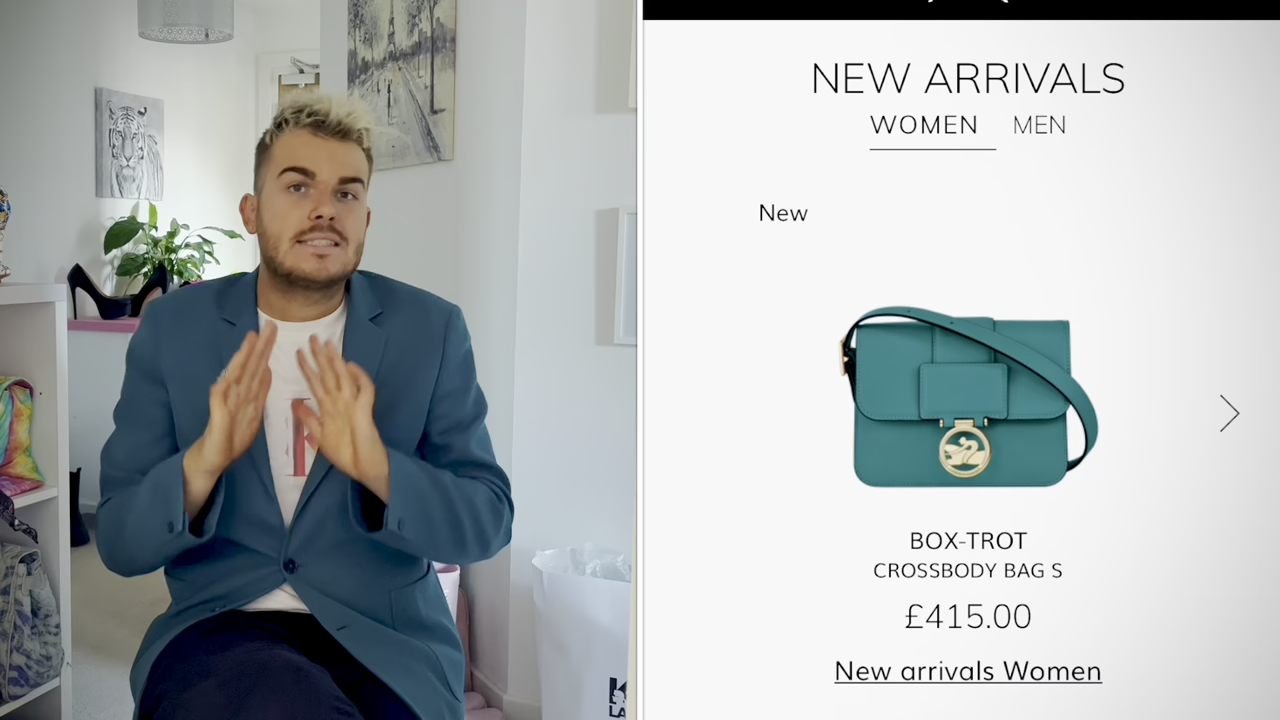 NEW ARRIVALS
WOMEN MEN
New
BOX-TROT
CROSSBODY BAG S
£415.00
New arrivals Women